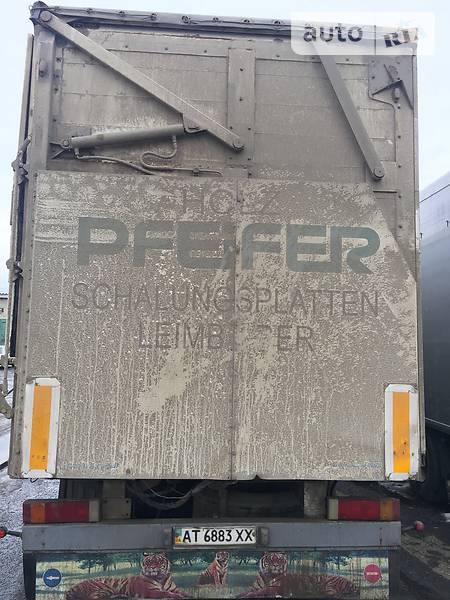 auto RIA
HOLZ
PFEIFER
SCHALUNGSPLATTEN
AT 6883 XX